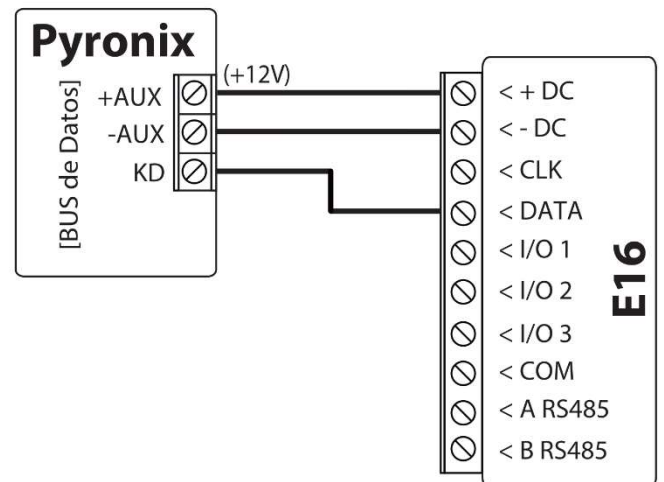 Pyronix
[BUS de Datos]
(+12V)
+AUX
-AUX
KD
< + DC
< - DC
< CLK
< DATA
< I/O 1
< I/O 2
< I/O 3
< COM
< A RS485
< B RS485
E16